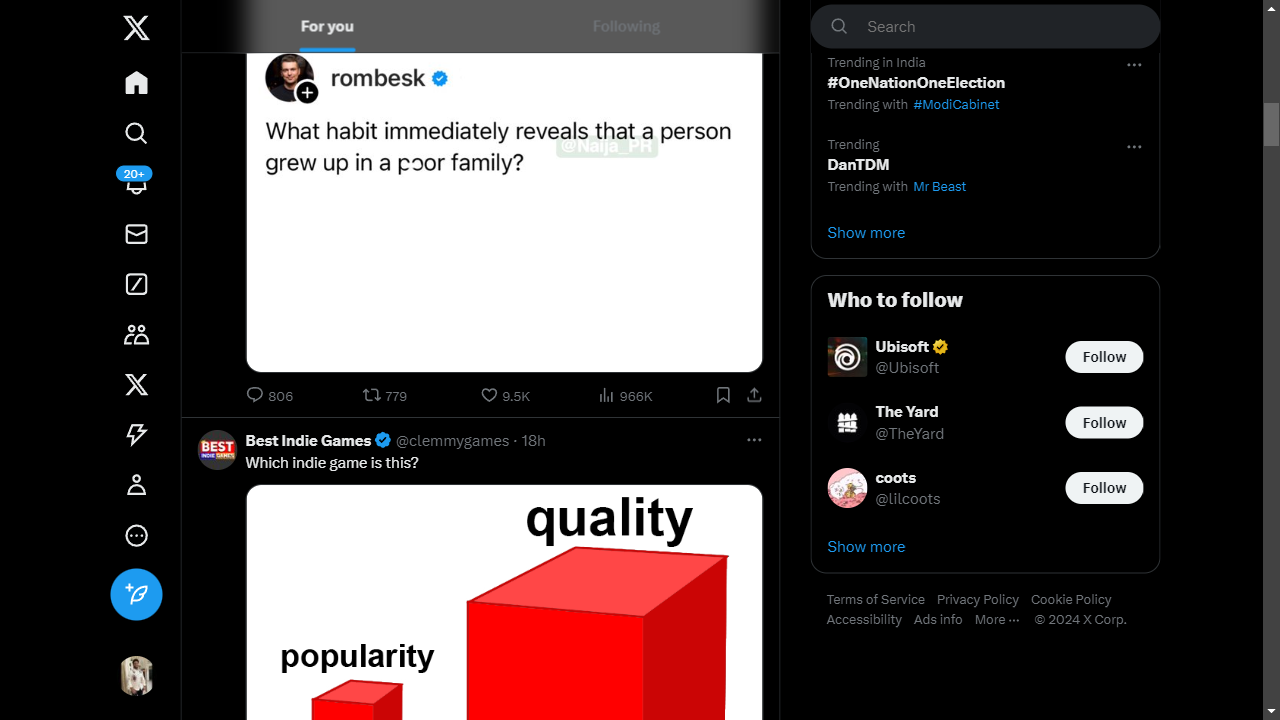 For you
Following
rombesk
What habit immediately reveals that a person
grew up in a poor family?
@Naija_PR
806
779
9.5K
966K
Best Indie Games @clemmygames · 18h
Which indie game is this?
BEST
INDIE GAMES
quality
popularity
20+
Search
Trending in India
#OneNationOneElection
Trending with #ModiCabinet
Trending
DanTDM
Trending with Mr Beast
Show more
Who to follow
Ubisoft
@Ubisoft
Follow
The Yard
@TheYard
Follow
coots
@lilcoots
Follow
Show more
Terms of Service Privacy Policy Cookie Policy
Accessibility Ads info More ··· © 2024 X Corp.